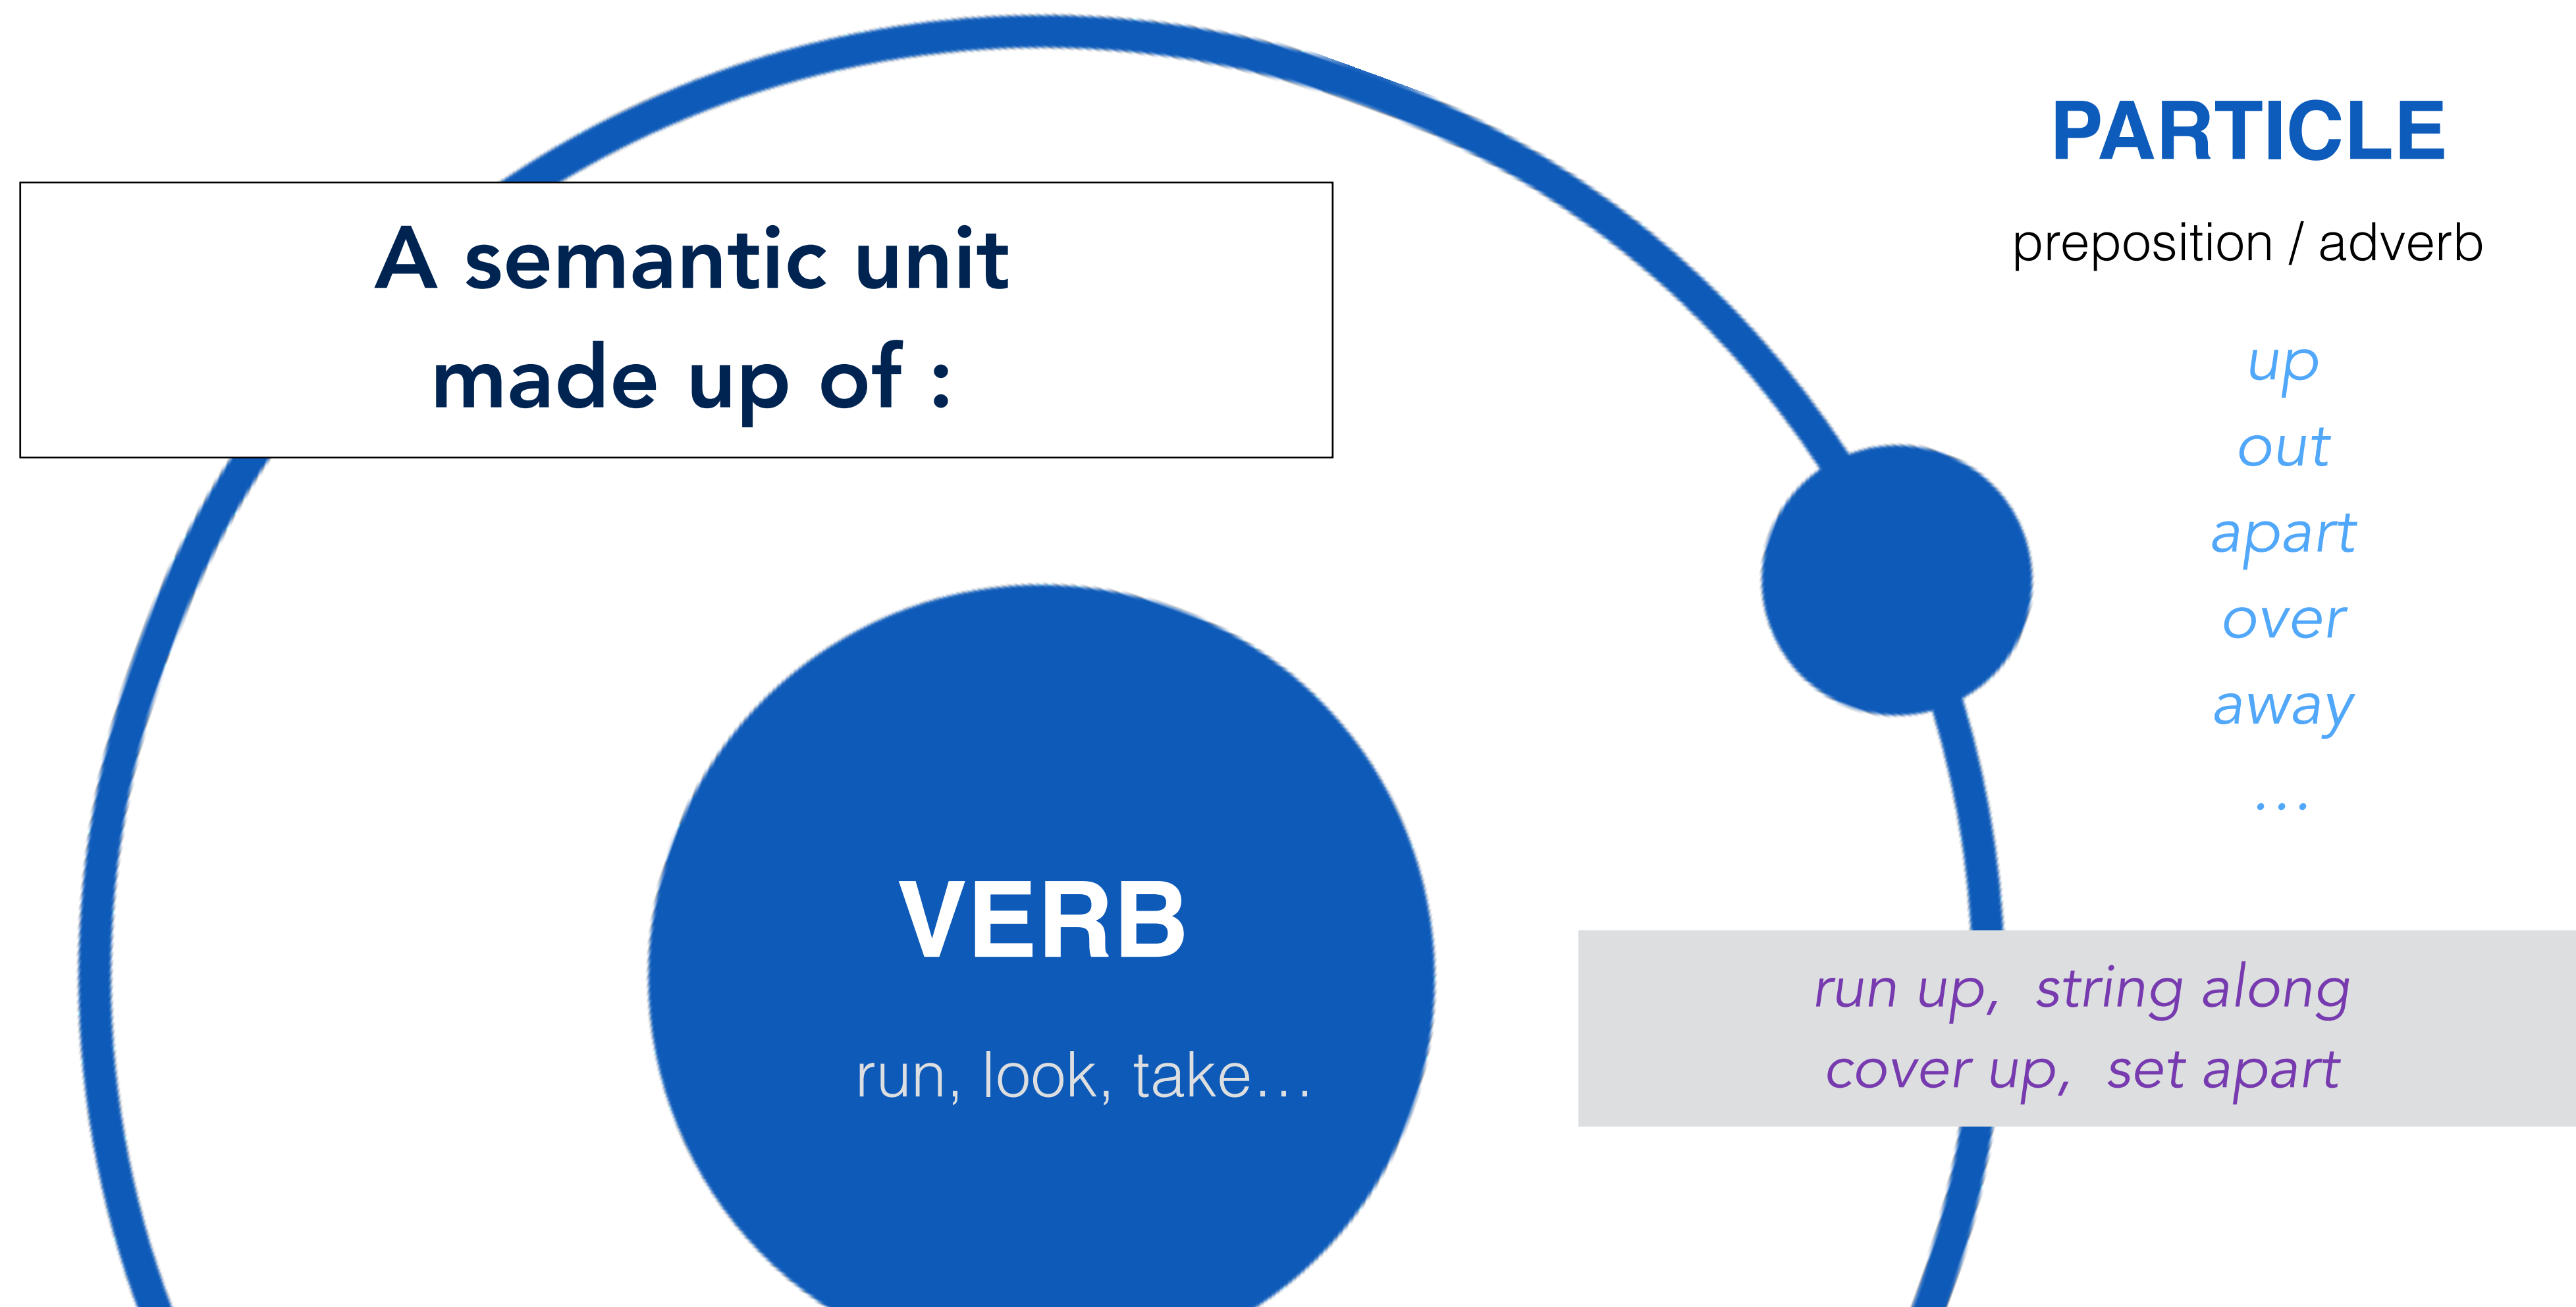 A semantic unit
made up of :
PARTICLE
preposition / adverb
up
out
apart
over
away
…
VERB
run, look, take…
run up,  string along
cover up,  set apart